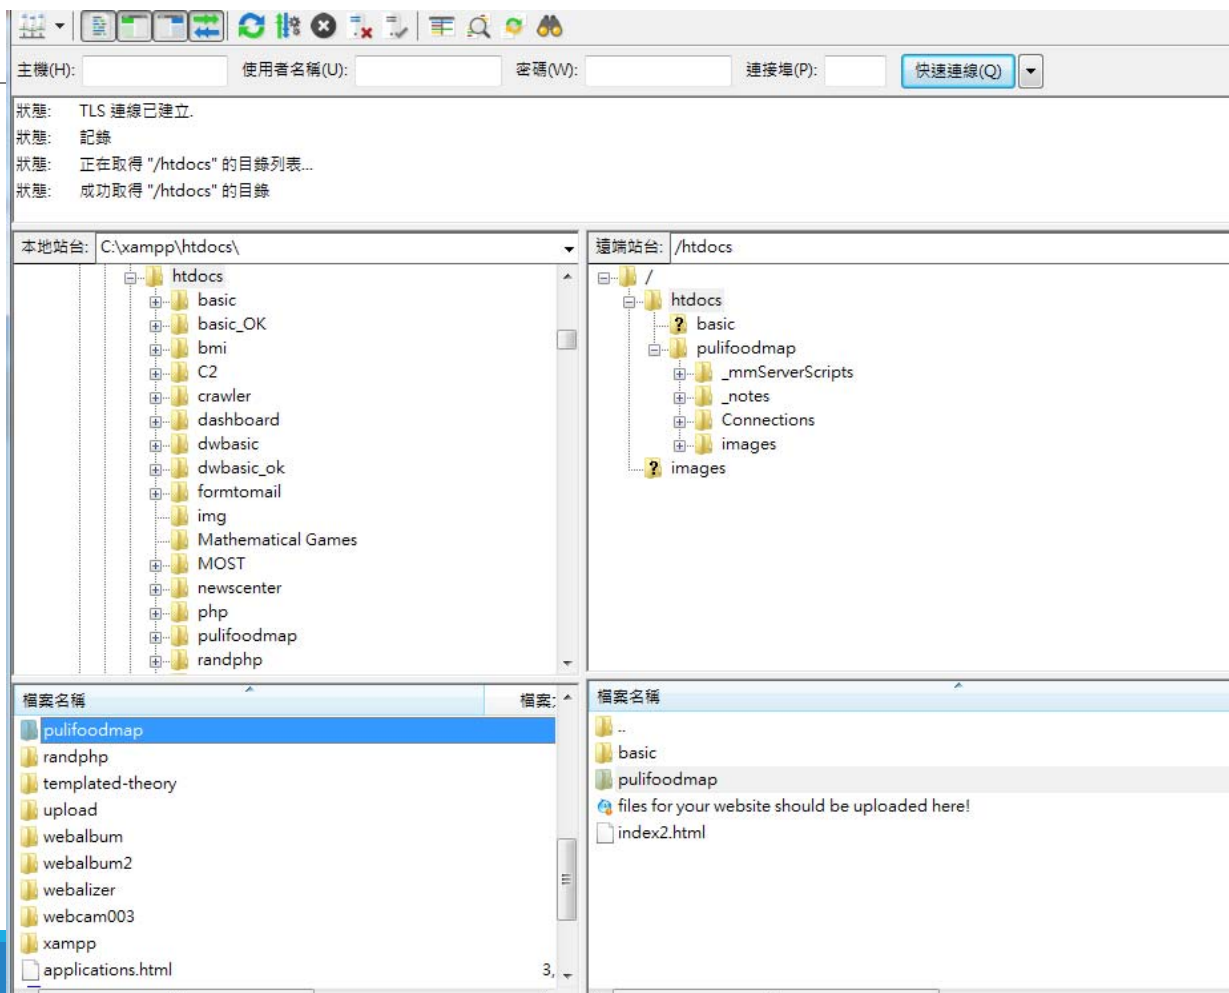 主機(H): 使用者名稱(U): 密碼(W): 連接埠(P): 快速連線(Q)
狀態: TLS 連線已建立.
狀態: 記錄
狀態: 正在取得 "/htdocs" 的目錄列表...
狀態: 成功取得 "/htdocs" 的目錄
本地站台: C:\xampp\htdocs\
htdocs
basic
basic_OK
bmi
C2
crawler
dashboard
dwbasic
dwbasic_ok
formtomail
img
Mathematical Games
MOST
newscenter
php
pulifoodmap
randphp
遠端站台: /htdocs
/
htdocs
basic
pulifoodmap
_mmServerScripts
_notes
Connections
images
images
檔案名稱
pulifoodmap
randphp
templated-theory
upload
webalbum
webalbum2
webalizer
webcam003
xampp
applications.html 3,
檔案名稱
..
basic
pulifoodmap
files for your website should be uploaded here!
index2.html